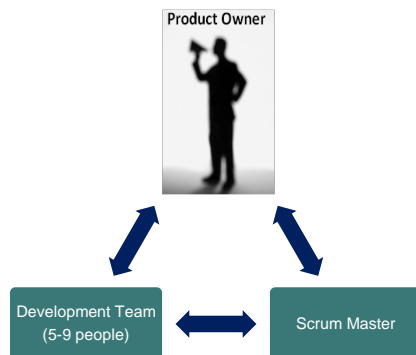 Product Owner
Development Team
(5-9 people)
Scrum Master